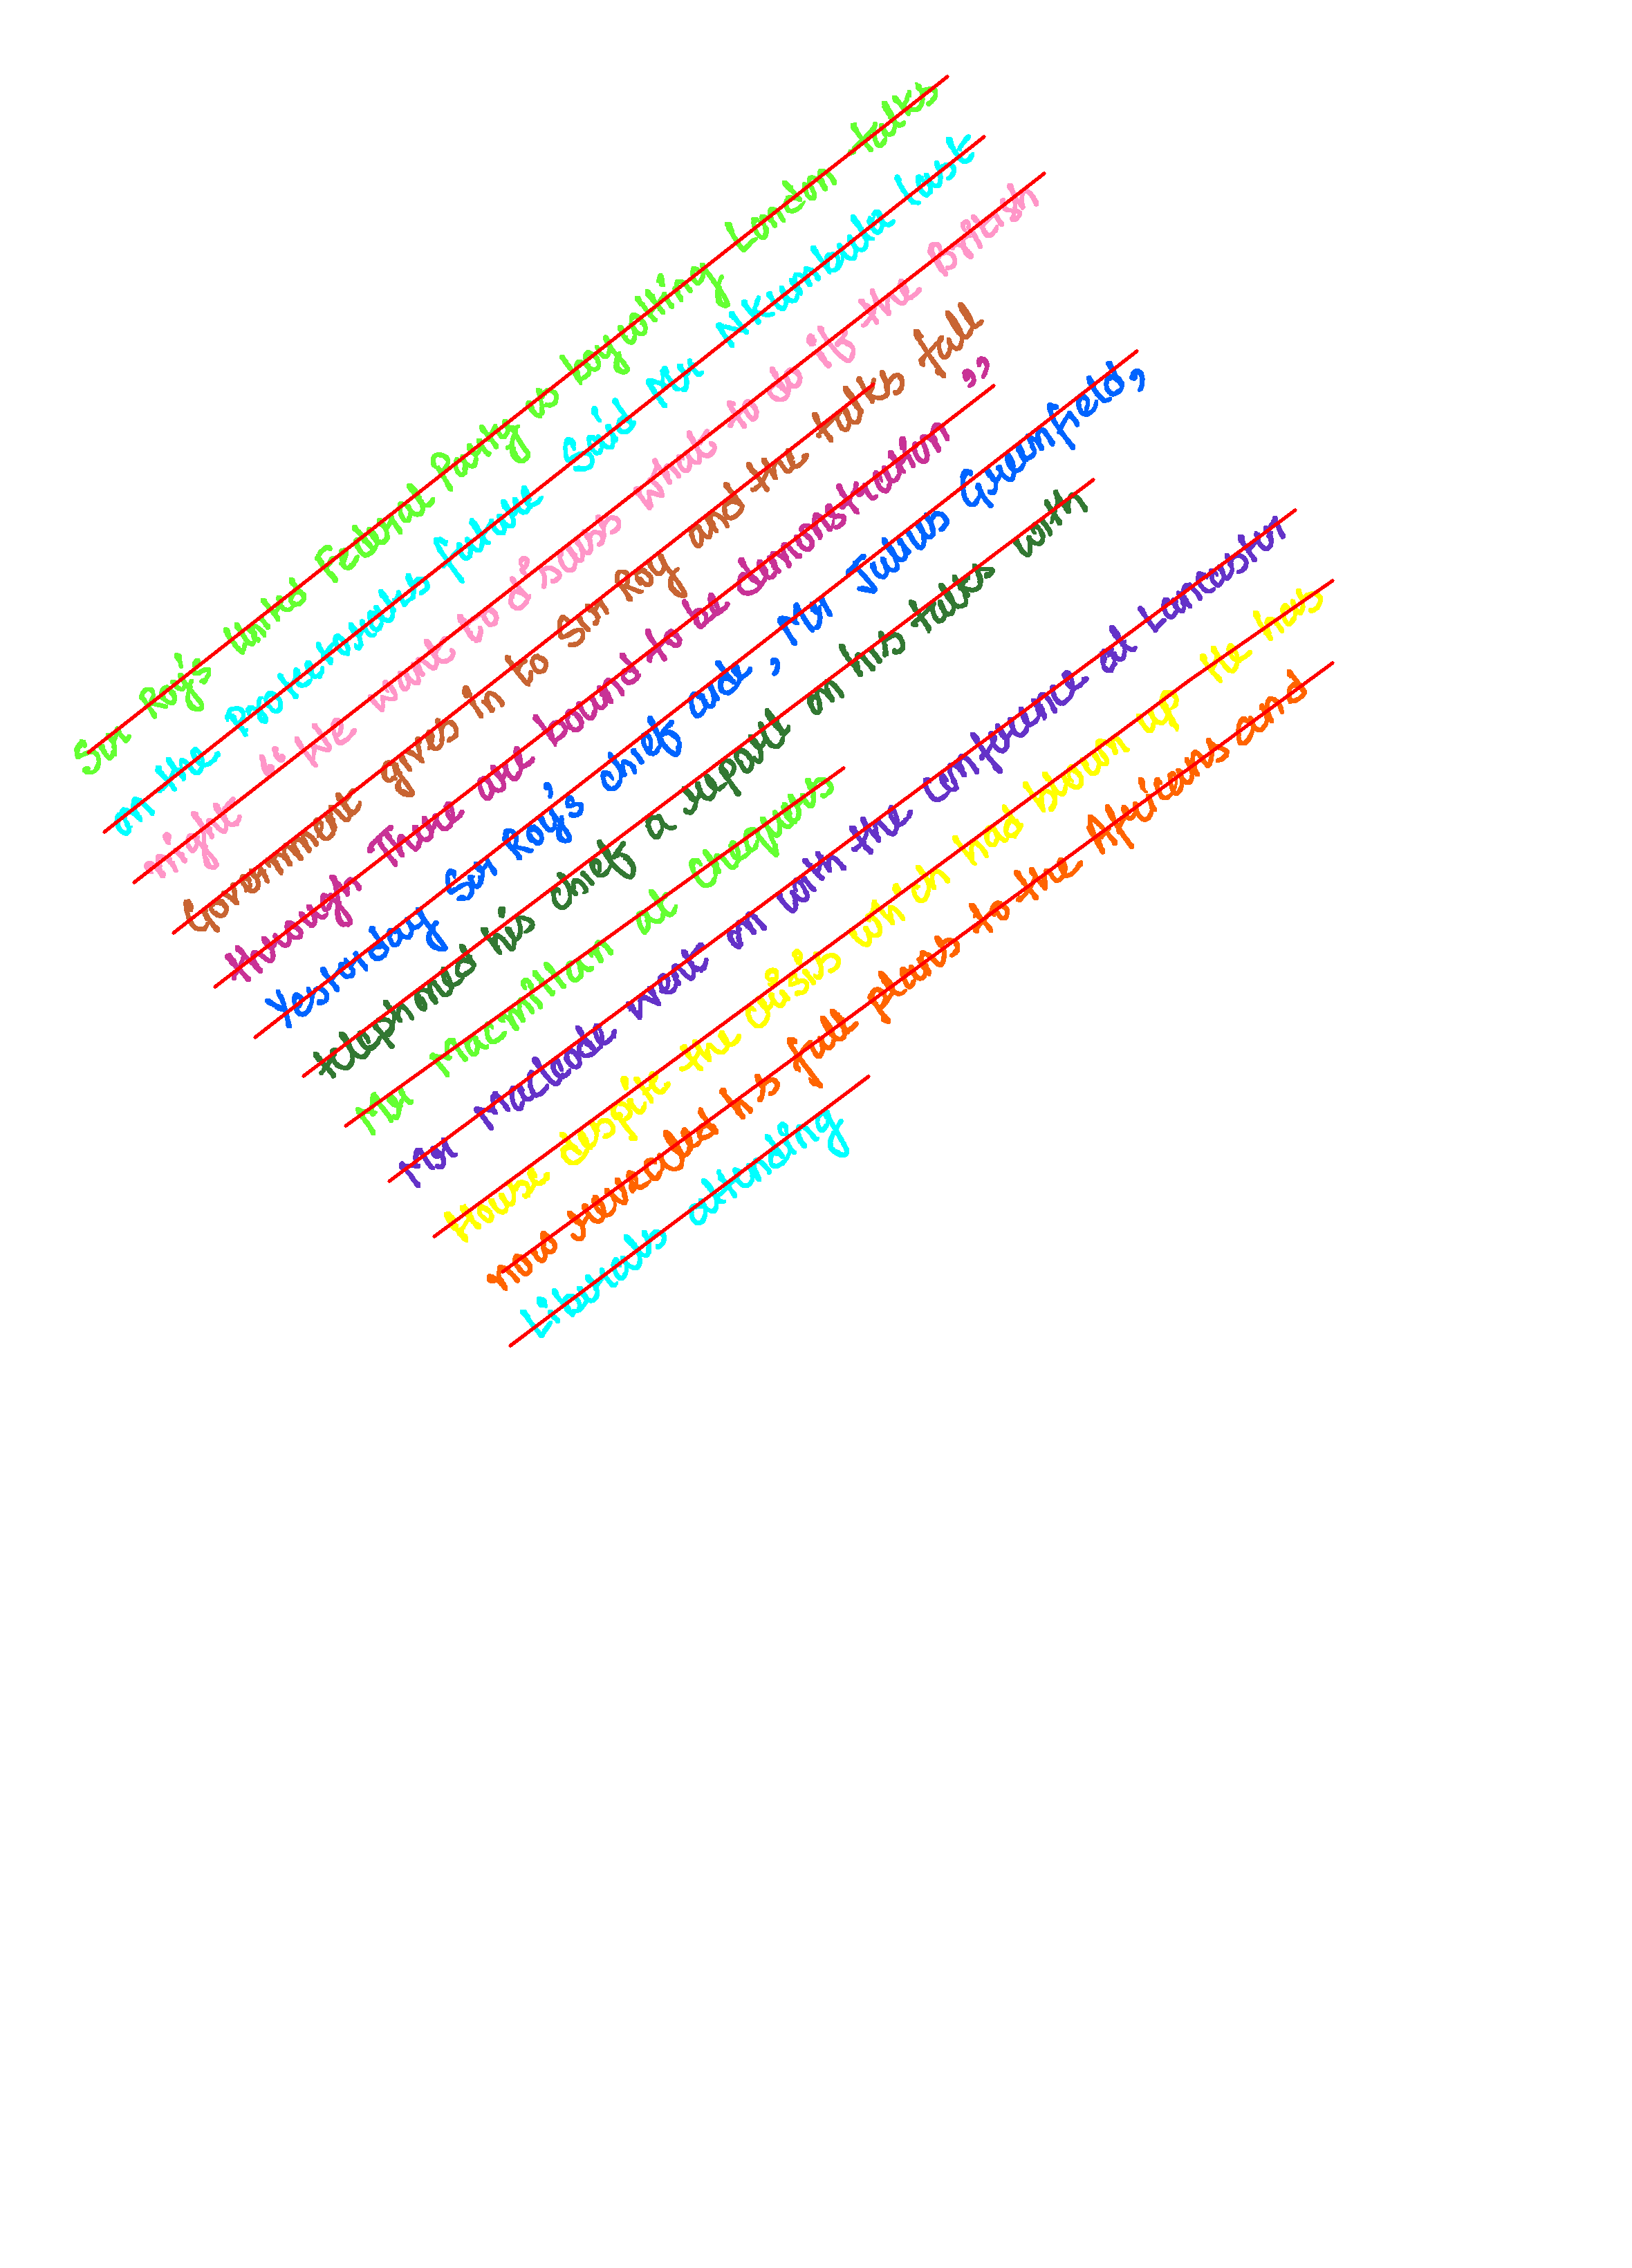 Sir Roy's United Federal Party is boycotting London talks
on the Protectorate's future Said Mr Nkumbula last
night "We want to discuss what to do if the British
Government gives in to Sir Roy and the talks fall
through There are bound to be demonstration"
Yesterday Sir Roy's chief aide, Mr Julius Greenfield,
telephoned his chief a report on his talks with
Mr Macmillan at Chequers
Mr Macleode went on with the conference at Lancaster
House despite the crisis which had blown up He has
now revealed his full plans to the Africans and
Liberals attending